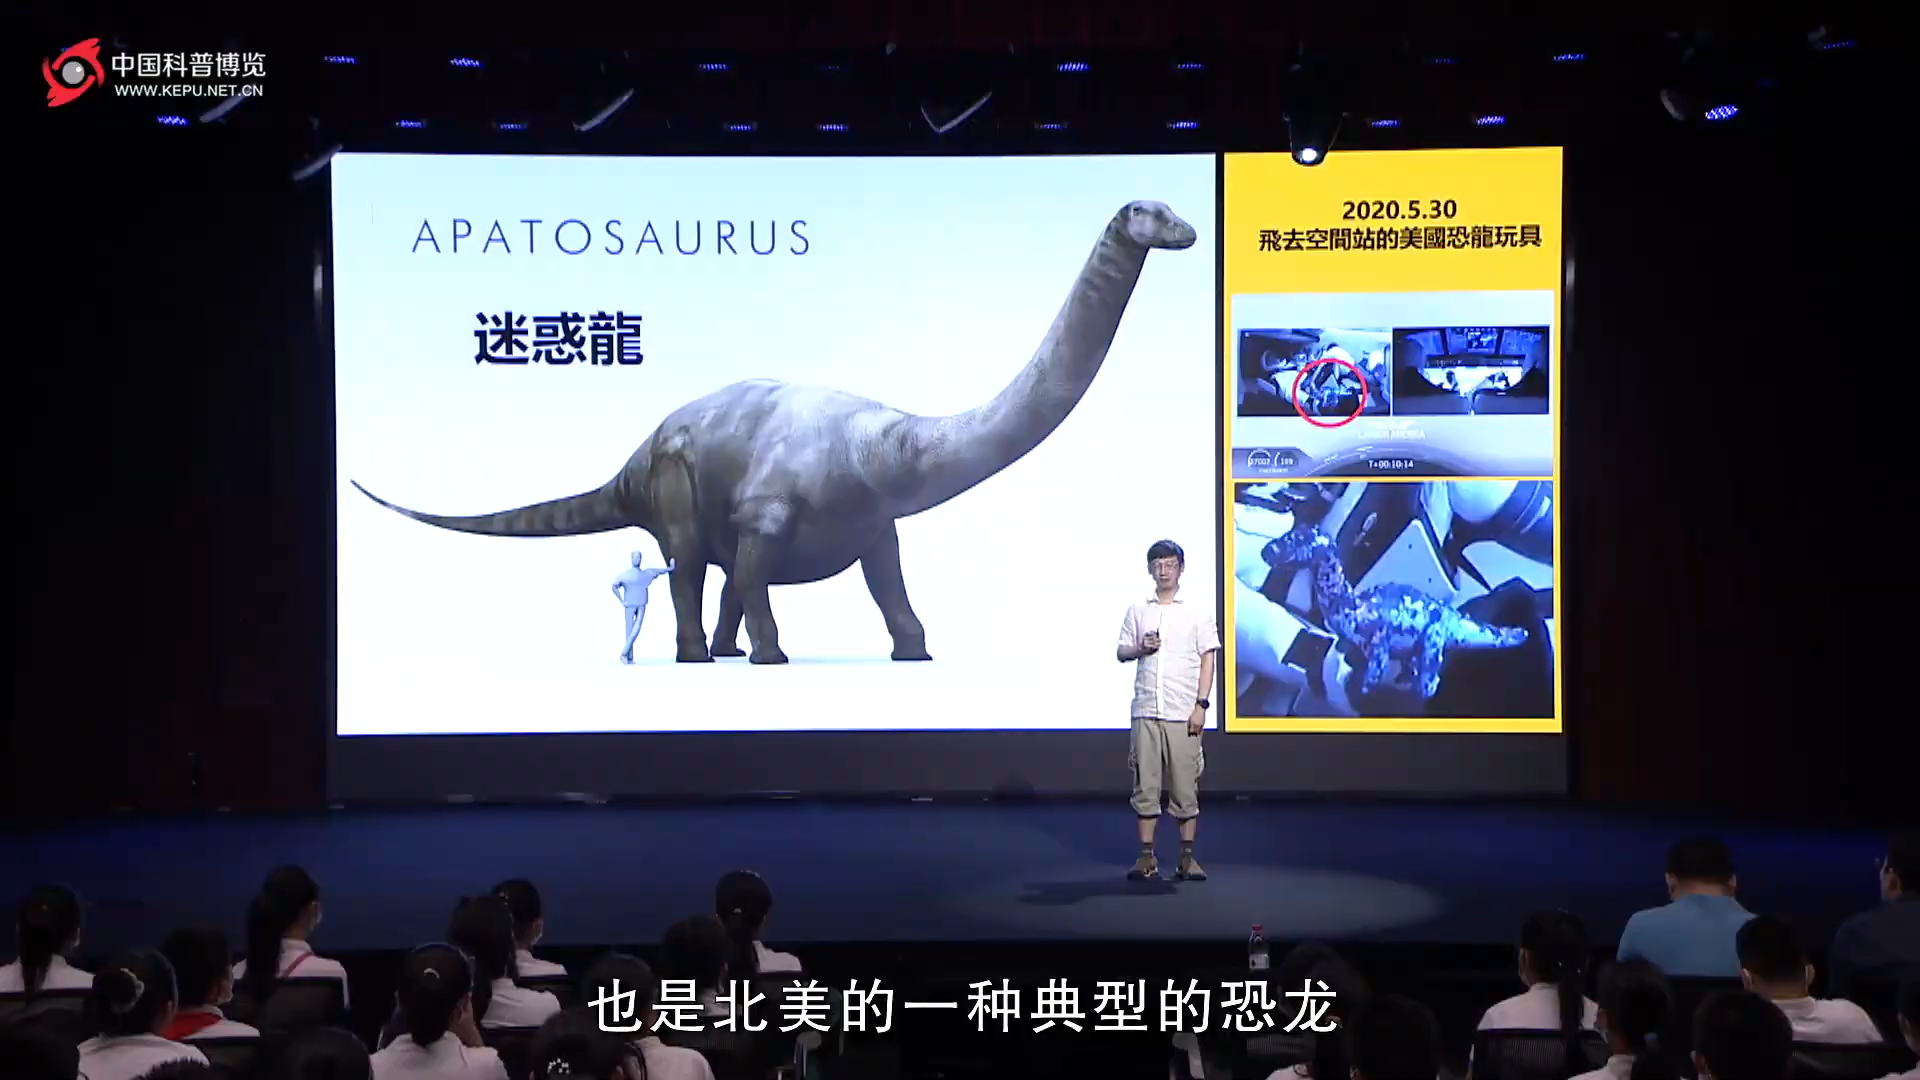 中国科普博览
WWW.KEPU.NET.CN
APATOSAURUS
迷惑龍
2020.5.30
飛去空間站的美國恐龍玩具
T+00:10:14
也是北美的一种典型的恐龙